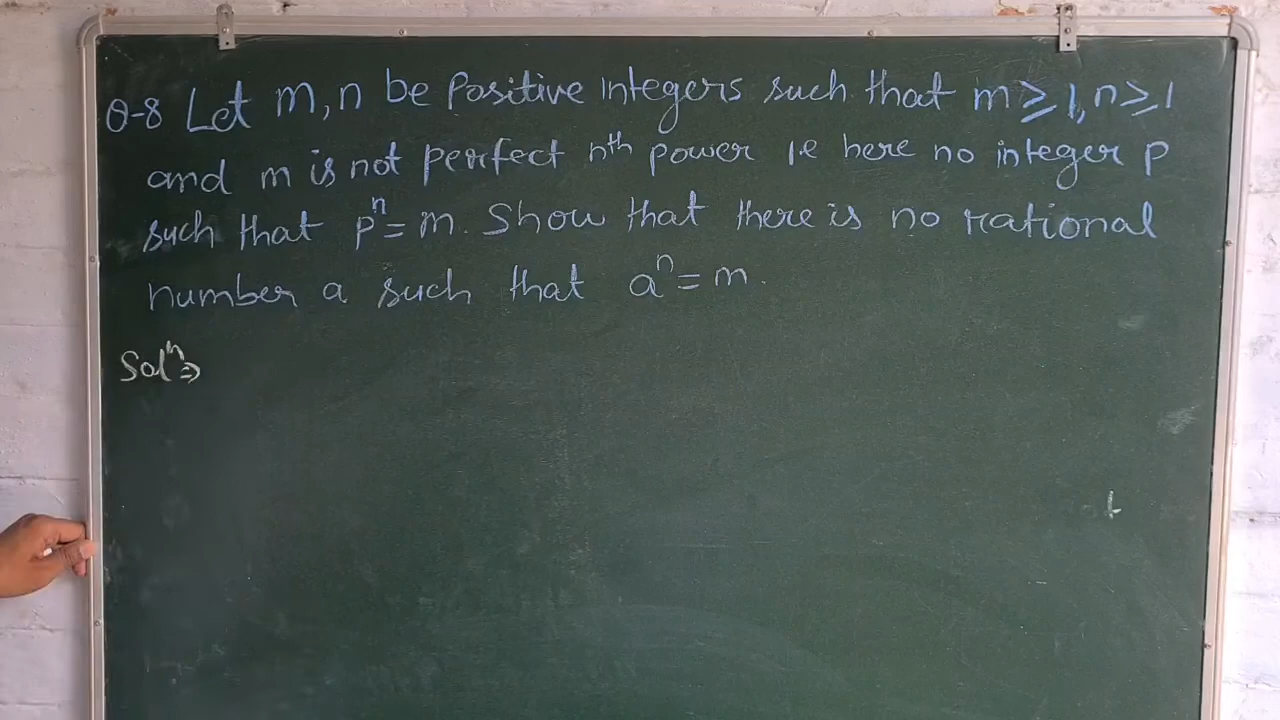 Q-8 Let m, n be Positive integers such that m ≥ 1, n ≥ 1
and m is not perfect nᵗʰ power i.e here no integer p
such that pⁿ = m. Show that there is no rational
number a such that aⁿ = m.
Solⁿ ⇒